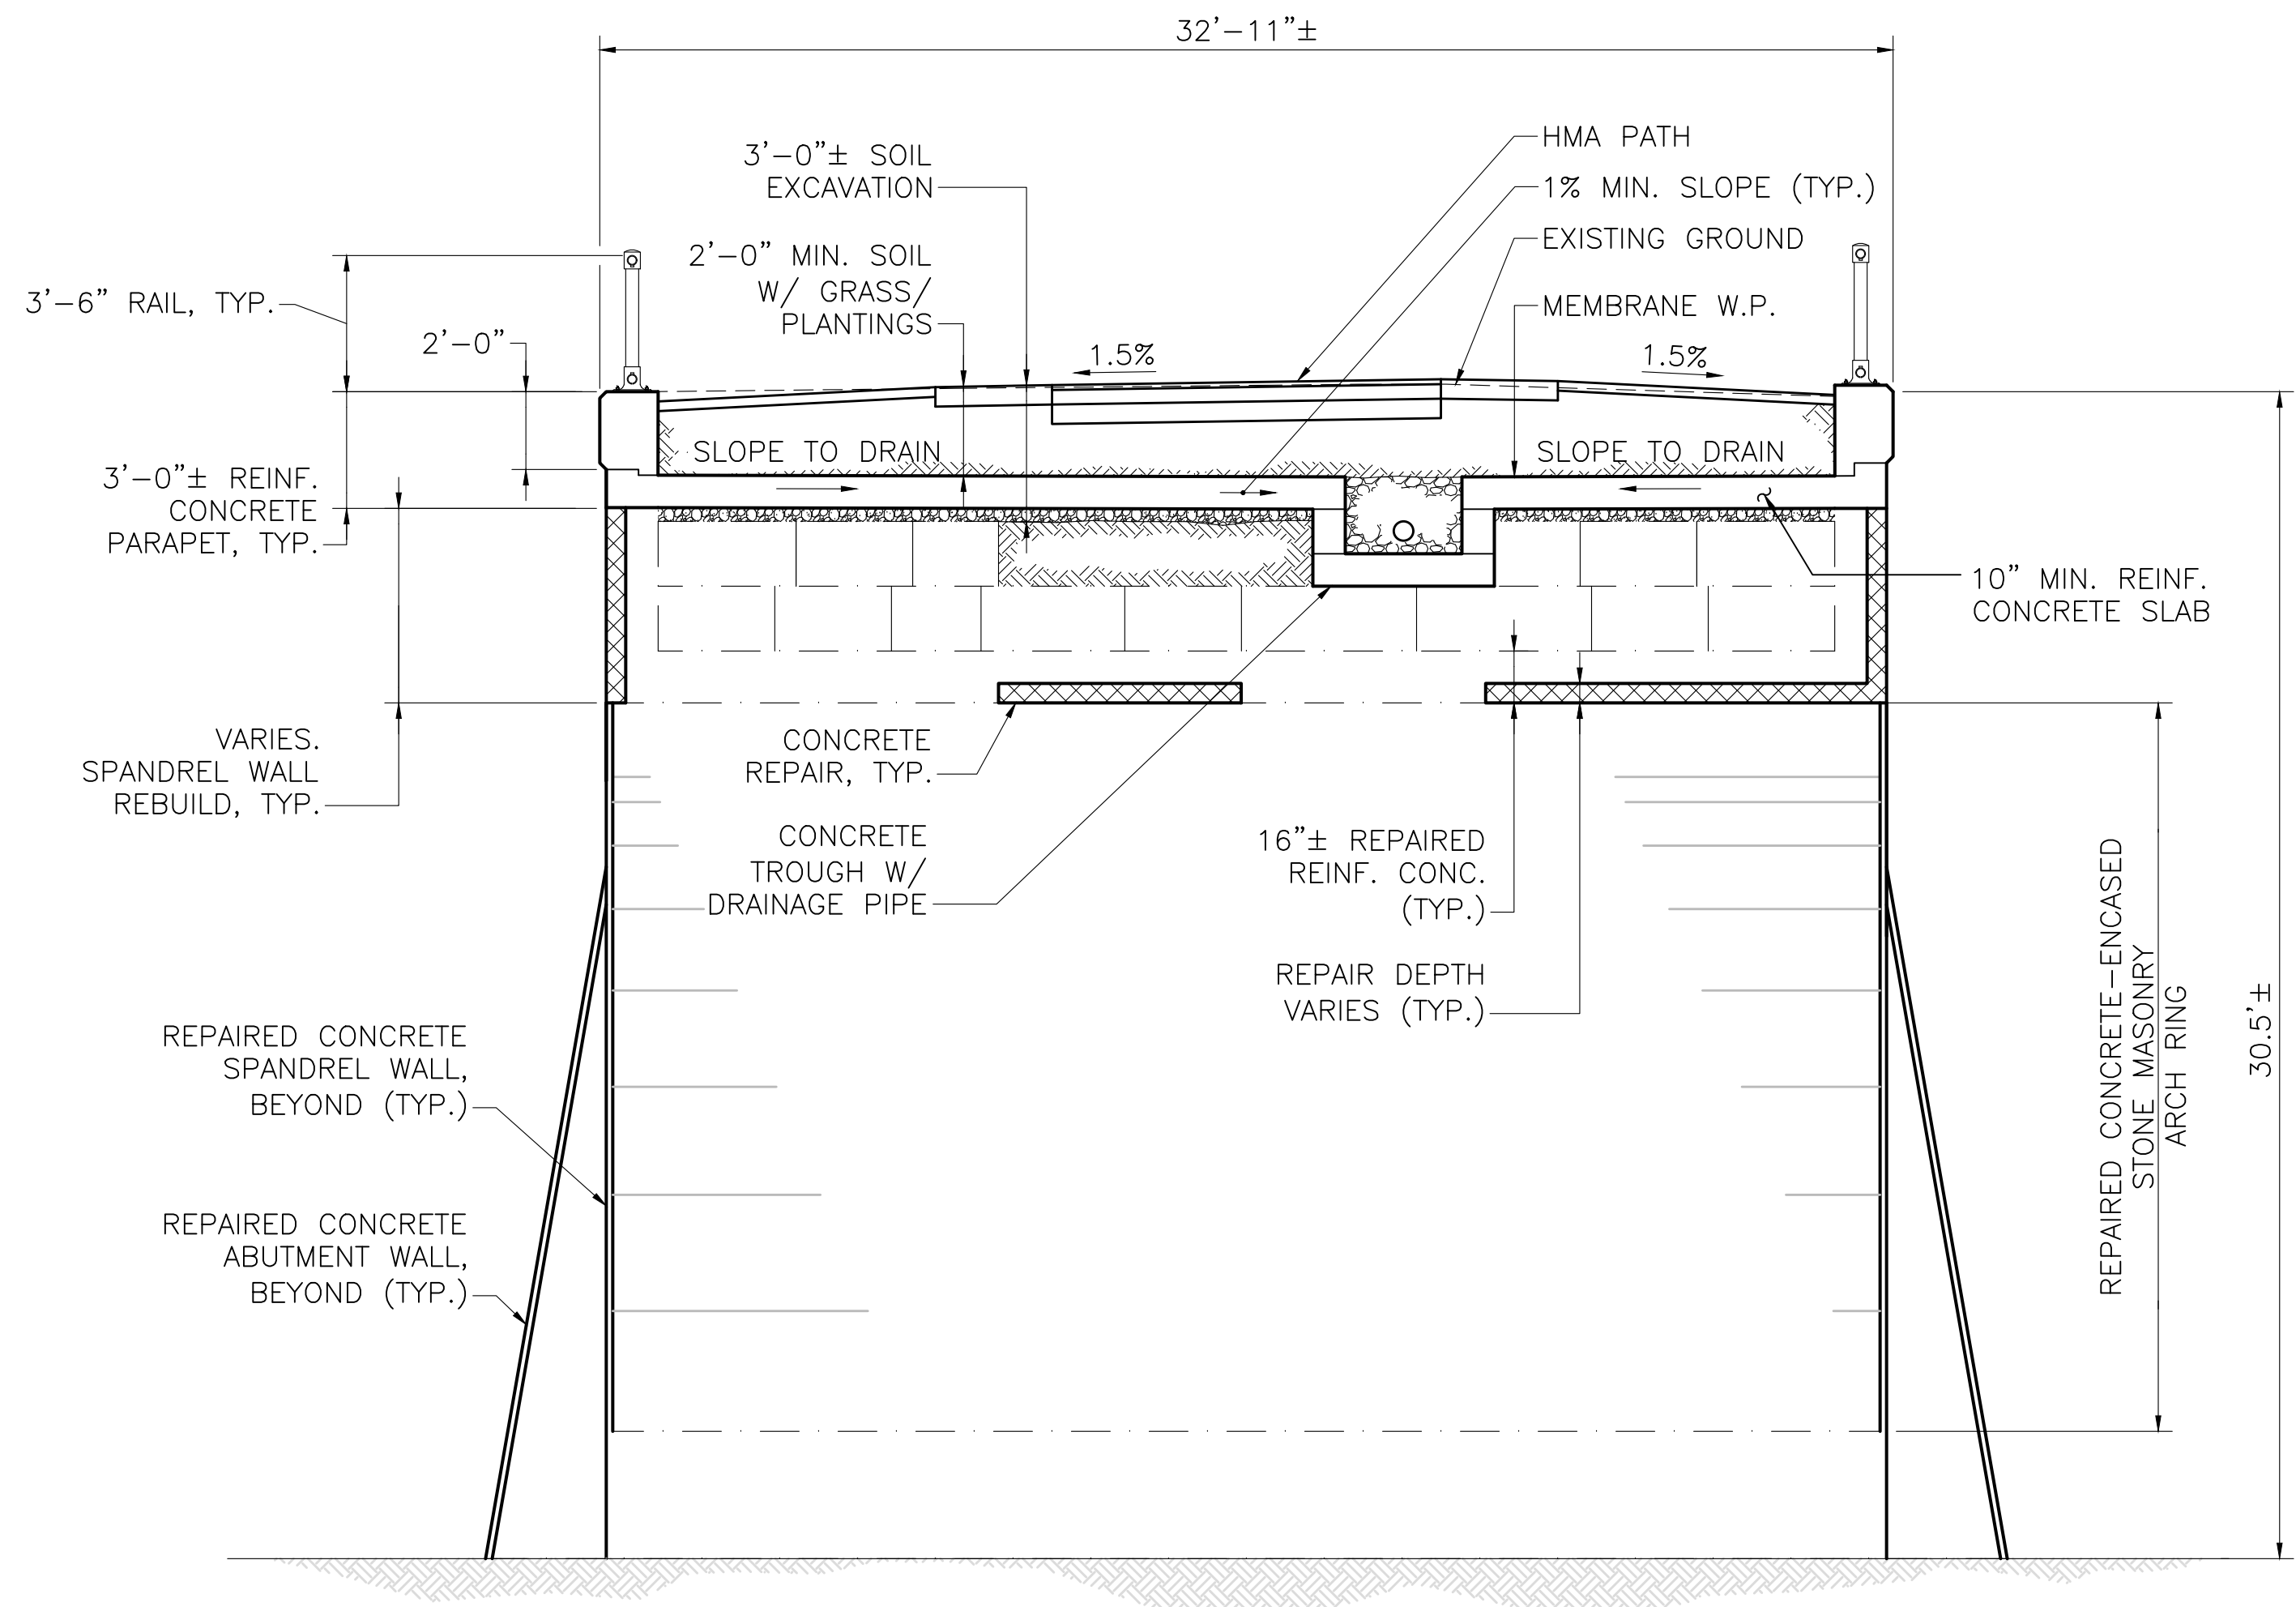 32'-11"±
HMA PATH
3'-0"± SOIL
EXCAVATION
1% MIN. SLOPE (TYP.)
EXISTING GROUND
2'-0" MIN. SOIL
W/ GRASS/
PLANTINGS
MEMBRANE W.P.
3'-6" RAIL, TYP.
2'-0"
1.5%
1.5%
SLOPE TO DRAIN
SLOPE TO DRAIN
3'-0"± REINF.
CONCRETE
PARAPET, TYP.
10" MIN. REINF.
CONCRETE SLAB
VARIES.
SPANDREL WALL
REBUILD, TYP.
CONCRETE
REPAIR, TYP.
CONCRETE
TROUGH W/
DRAINAGE PIPE
16"± REPAIRED
REINF. CONC.
(TYP.)
REPAIR DEPTH
VARIES (TYP.)
REPAIRED CONCRETE
SPANDREL WALL,
BEYOND (TYP.)
REPAIRED CONCRETE
ABUTMENT WALL,
BEYOND (TYP.)
REPAIRED CONCRETE-ENCASED
STONE MASONRY
ARCH RING
30.5'±